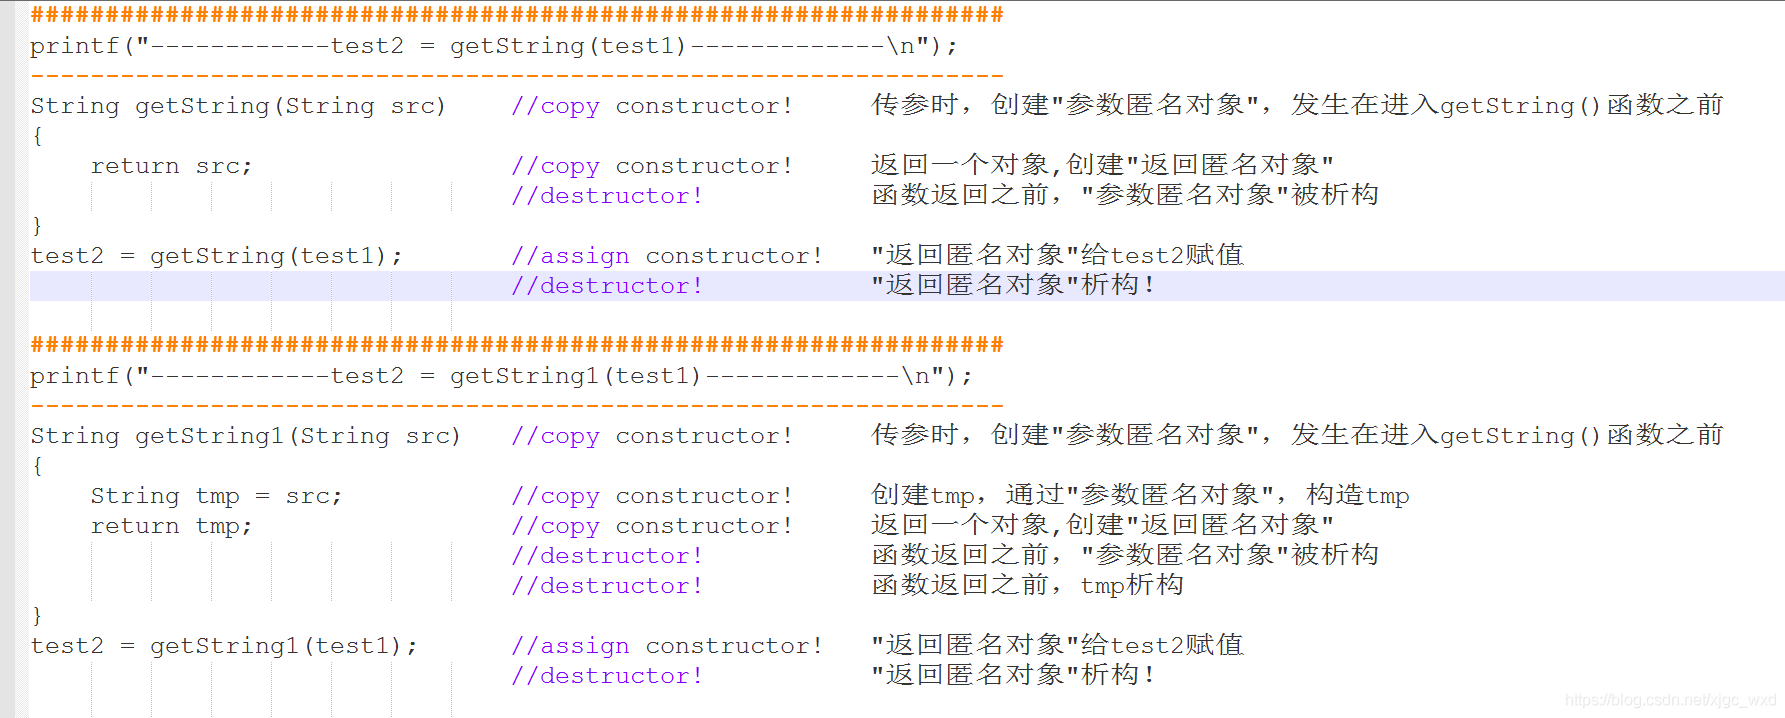 #################################################################
printf("------------test2 = getString(test1)-------------\n");
-----------------------------------------------------------------
String getString(String src) //copy constructor! 传参时，创建"参数匿名对象"，发生在进入getString()函数之前
{
return src; //copy constructor! 返回一个对象,创建"返回匿名对象"
//destructor! 函数返回之前，"参数匿名对象"被析构
}
test2 = getString(test1); //assign constructor! "返回匿名对象"给test2赋值
//destructor! "返回匿名对象"析构！
#################################################################
printf("------------test2 = getString1(test1)-------------\n");
-----------------------------------------------------------------
String getString1(String src) //copy constructor! 传参时，创建"参数匿名对象"，发生在进入getString()函数之前
{
String tmp = src; //copy constructor! 创建tmp，通过"参数匿名对象"，构造tmp
return tmp; //copy constructor! 返回一个对象,创建"返回匿名对象"
//destructor! 函数返回之前，"参数匿名对象"被析构
//destructor! 函数返回之前，tmp析构
}
test2 = getString1(test1); //assign constructor! "返回匿名对象"给test2赋值
//destructor! "返回匿名对象"析构！
https://blog.csdn.net/xjgc_wxd